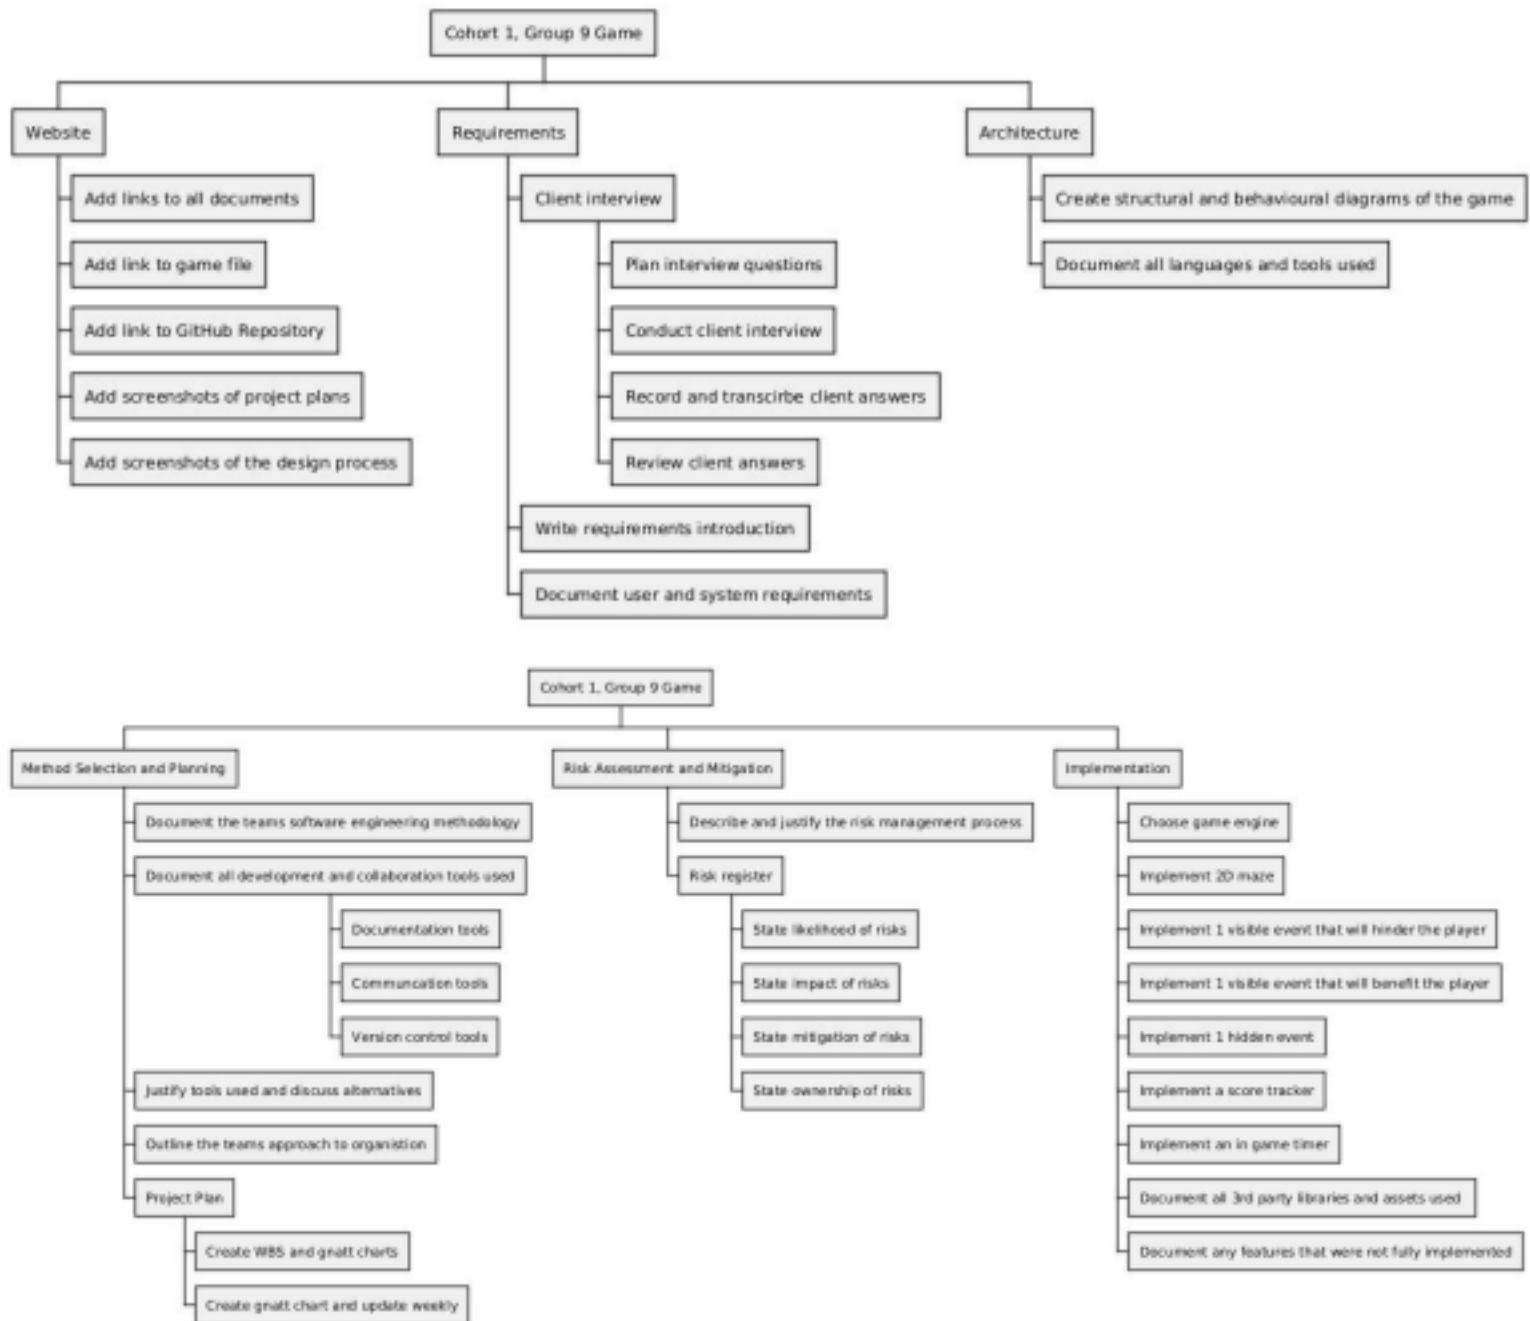 Cohort 1, Group 9 Game
Website
Requirements
Architecture
Add links to all documents
Add link to game file
Add link to GitHub Repository
Add screenshots of project plans
Add screenshots of the design process
Client interview
Plan interview questions
Conduct client interview
Record and transcirbe client answers
Review client answers
Write requirements introduction
Document user and system requirements
Create structural and behavioural diagrams of the game
Document all languages and tools used
Cohort 1, Group 9 Game
Method Selection and Planning
Risk Assessment and Mitigation
Implementation
Document the teams software engineering methodology
Document all development and collaboration tools used
Documentation tools
Communcation tools
Version control tools
Justify tools used and discuss alternatives
Outline the teams approach to organistion
Project Plan
Create WBS and gnatt charts
Create gnatt chart and update weekly
Describe and justify the risk management process
Risk register
State likelihood of risks
State impact of risks
State mitigation of risks
State ownership of risks
Choose game engine
Implement 2D maze
Implement 1 visible event that will hinder the player
Implement 1 visible event that will benefit the player
Implement 1 hidden event
Implement a score tracker
Implement an in game timer
Document all 3rd party libraries and assets used
Document any features that were not fully implemented